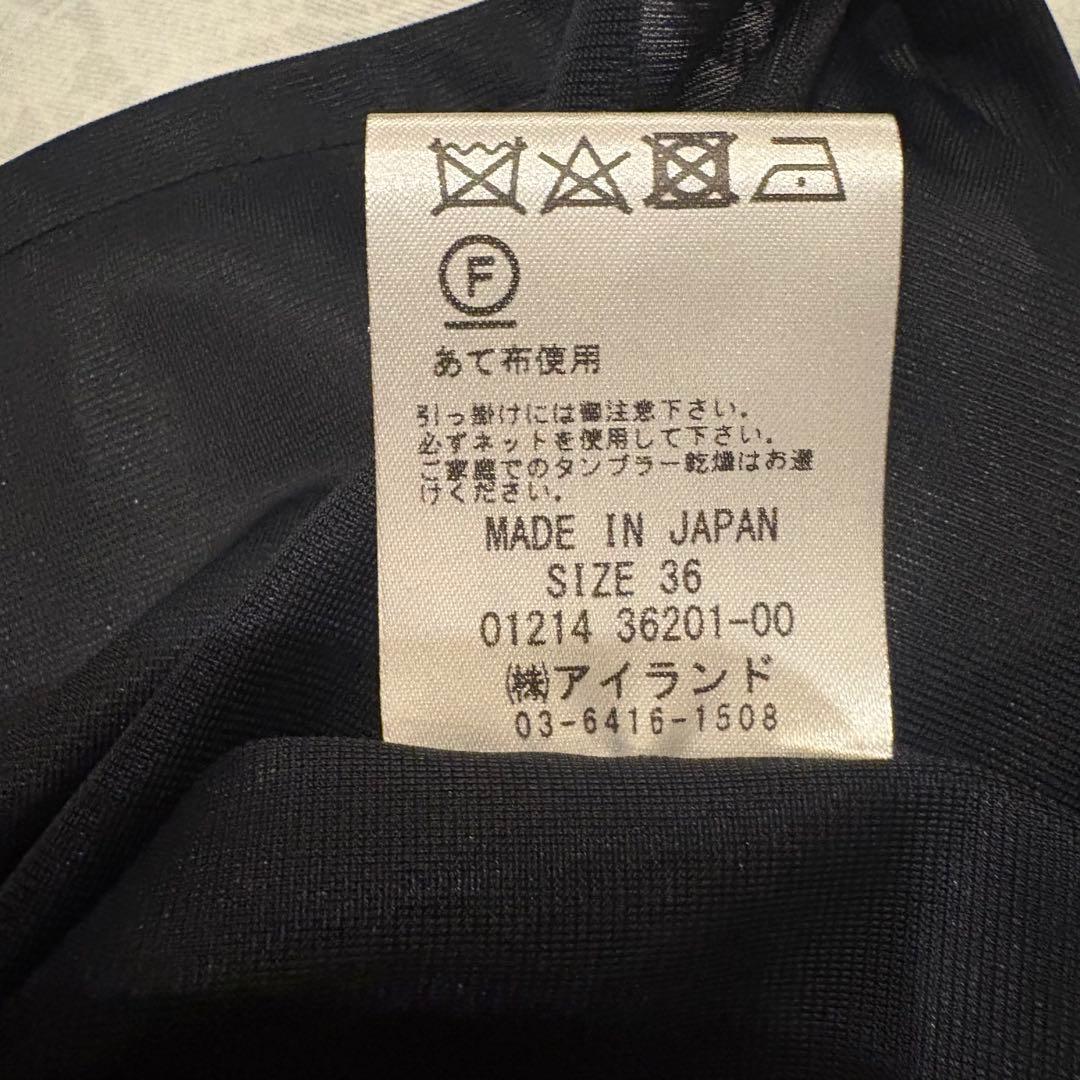 F
あて布使用
引っ掛けには御注意下さい。
必ずネットを使用して下さい。
ご家庭でのタンブラー乾燥はお避
けください。
MADE IN JAPAN
SIZE 36
01214 36201-00
㈱アイランド
03-6416-1508